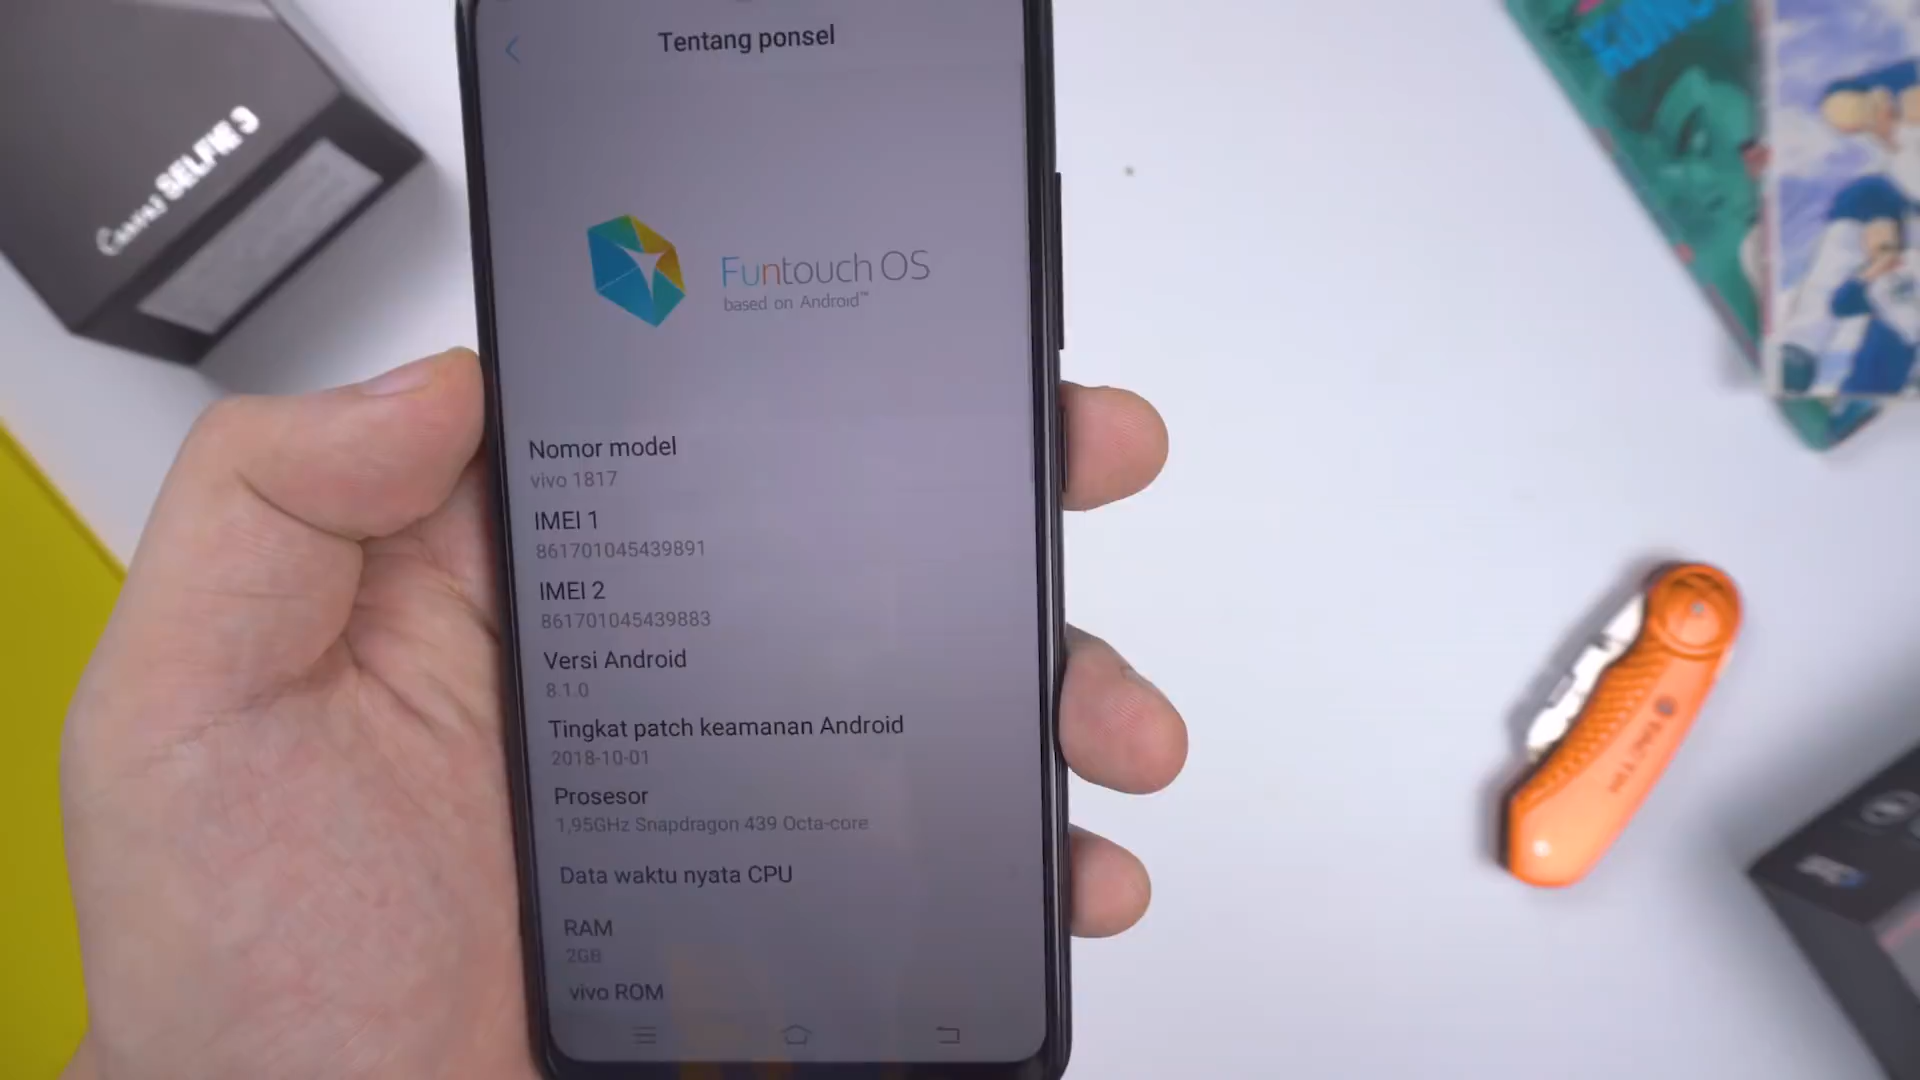 Tentang ponsel
Funtouch OS
based on Android™
Nomor model
vivo 1817
IMEI 1
861701045439891
IMEI 2
861701045439883
Versi Android
8.1.0
Tingkat patch keamanan Android
2018-10-01
Prosesor
1,95GHz Snapdragon 439 Octa-core
Data waktu nyata CPU
RAM
2GB
vivo ROM
Canvas SELFIE 3